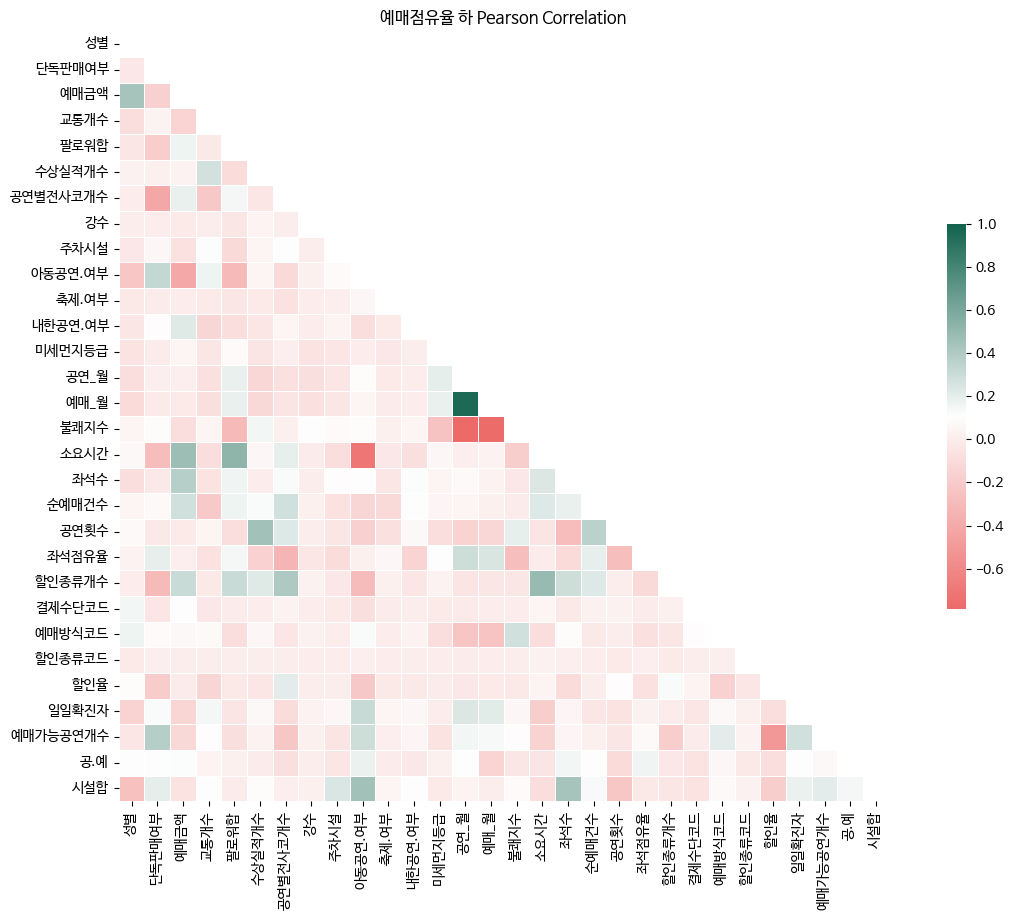 예매점유율 하 Pearson Correlation
성별
단독판매여부
예매금액
교통개수
팔로워합
수상실적개수
공연별전사코개수
강수
주차시설
아동공연.여부
축제.여부
내한공연.여부
미세먼지등급
공연_월
예매_월
불쾌지수
소요시간
좌석수
순예매건수
공연횟수
좌석점유율
할인종류개수
결제수단코드
예매방식코드
할인종류코드
할인율
일일확진자
예매가능공연개수
공.예
시설합
1.0
0.8
0.6
0.4
0.2
0.0
−0.2
−0.4
−0.6
성별
단독판매여부
예매금액
교통개수
팔로워합
수상실적개수
공연별전사코개수
강수
주차시설
아동공연.여부
축제.여부
내한공연.여부
미세먼지등급
공연_월
예매_월
불쾌지수
소요시간
좌석수
순예매건수
공연횟수
좌석점유율
할인종류개수
결제수단코드
예매방식코드
할인종류코드
할인율
일일확진자
예매가능공연개수
공.예
시설합